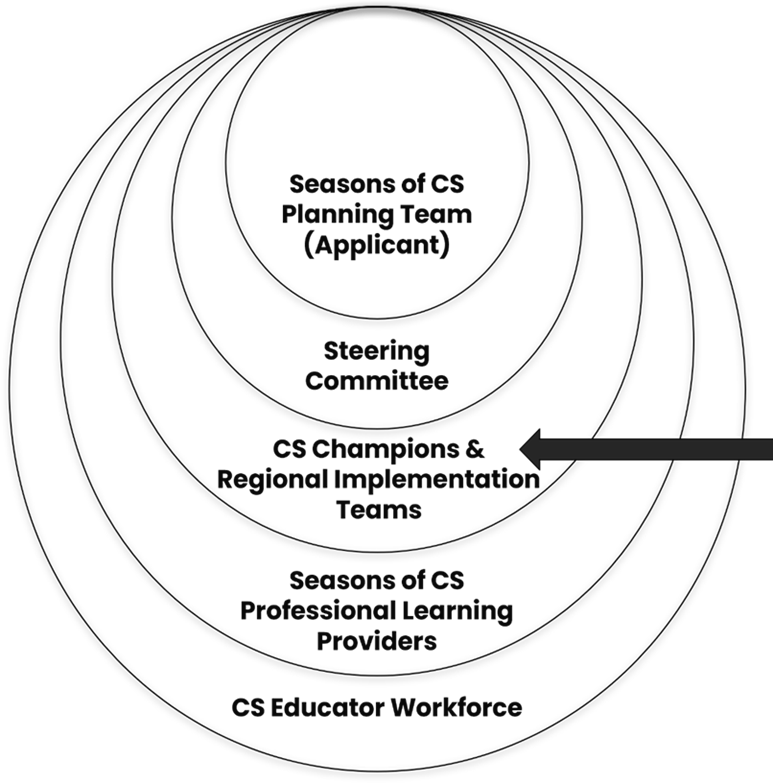 Seasons of CS
Planning Team
(Applicant)
Steering
Committee
CS Champions &
Regional Implementation
Teams
Seasons of CS
Professional Learning
Providers
CS Educator Workforce